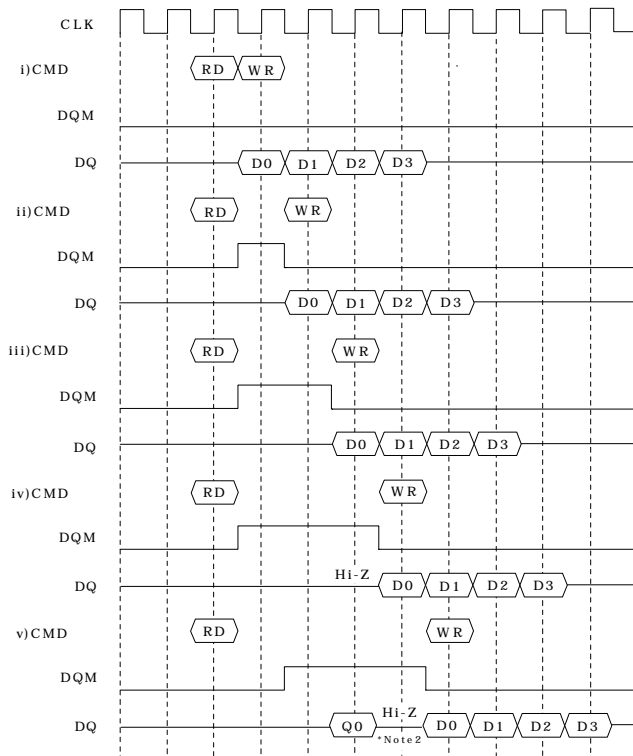 CLK
i)CMD RD WR
DQM
DQ D0 D1 D2 D3
ii)CMD RD WR
DQM
DQ D0 D1 D2 D3
iii)CMD RD WR
DQM
DQ D0 D1 D2 D3
iv)CMD RD WR
DQM
DQ Hi-Z D0 D1 D2 D3
v)CMD RD WR
DQM
DQ Q0 Hi-Z D0 D1 D2 D3
*Note2